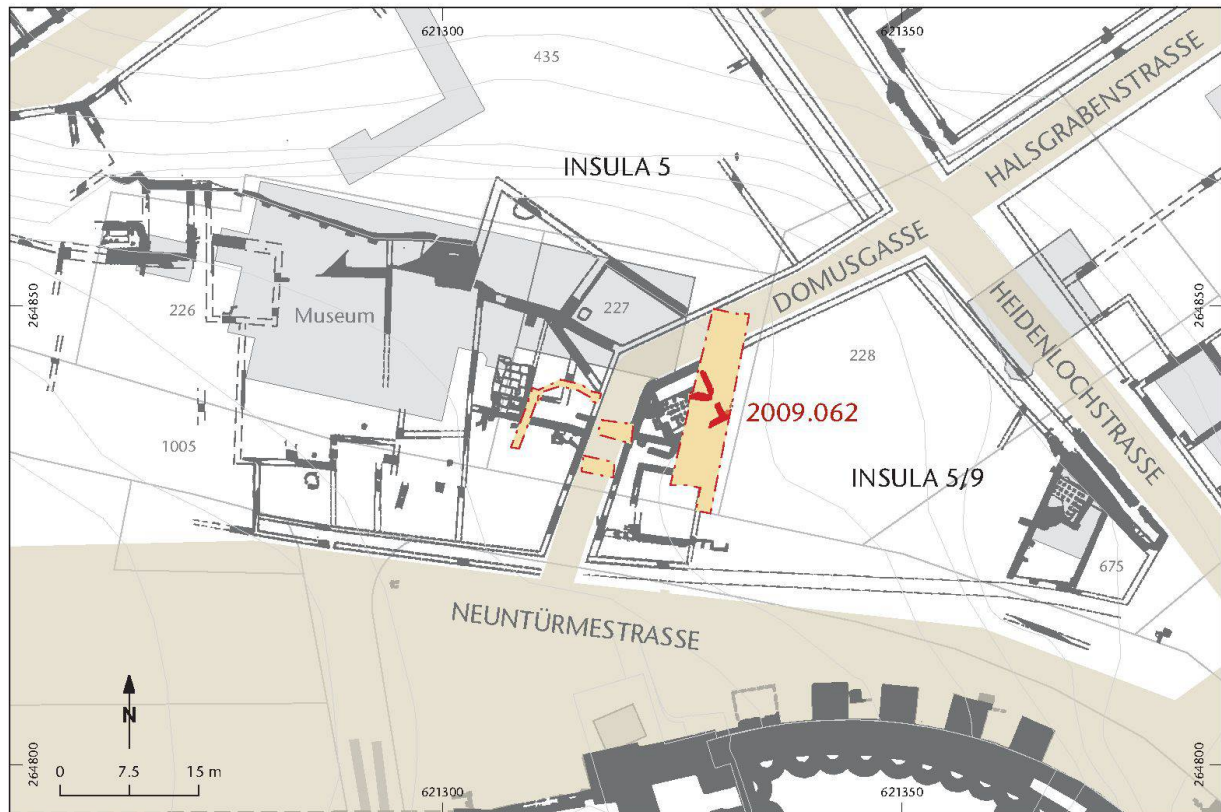 621300
621350
435
INSULA 5
HALSGRABENSTRASSE
DOMUSGASSE
HEIDENLOCHSTRASSE
264850
226
Museum
227
228
264850
2009.062
1005
INSULA 5/9
675
NEUNTÜRMESTRASSE
N
264800
0 7.5 15 m
264800
621300
621350